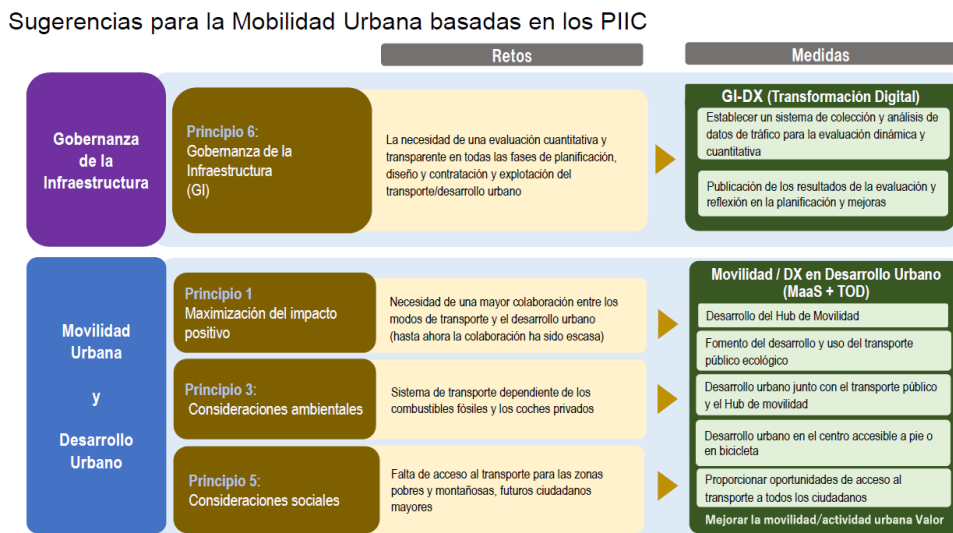 Sugerencias para la Mobilidad Urbana basadas en los PIIC
Retos
Medidas
Gobernanza
de la
Infraestructura
Principio 6:
Gobernanza de la
Infraestructura
(GI)
La necesidad de una evaluación cuantitativa y
transparente en todas las fases de planificación,
diseño y contratación y explotación del
transporte/desarrollo urbano
GI-DX (Transformación Digital)
Establecer un sistema de colección y análisis de
datos de tráfico para la evaluación dinámica y
cuantitativa
Publicación de los resultados de la evaluación y
reflexión en la planificación y mejoras
Movilidad
Urbana
y
Desarrollo
Urbano
Principio 1
Maximización del impacto
positivo
Necesidad de una mayor colaboración entre los
modos de transporte y el desarrollo urbano
(hasta ahora la colaboración ha sido escasa)
Principio 3:
Consideraciones ambientales
Sistema de transporte dependiente de los
combustibles fósiles y los coches privados
Principio 5:
Consideraciones sociales
Falta de acceso al transporte para las zonas
pobres y montañosas, futuros ciudadanos
mayores
Movilidad / DX en Desarrollo Urbano
(MaaS + TOD)
Desarrollo del Hub de Movilidad
Fomento del desarrollo y uso del transporte
público ecológico
Desarrollo urbano junto con el transporte público
y el Hub de movilidad
Desarrollo urbano en el centro accesible a pie o
en bicicleta
Proporcionar oportunidades de acceso al
transporte a todos los ciudadanos
Mejorar la movilidad/actividad urbana Valor